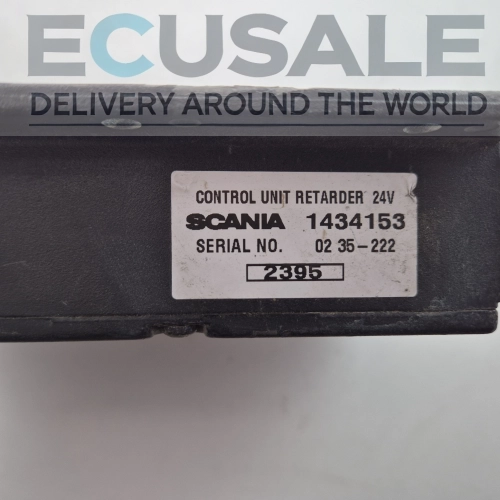 ECUSALE
DELIVERY AROUND THE WORLD
CONTROL UNIT RETARDER 24V
SCANIA 1434153
SERIAL NO. 02 35-222
2395